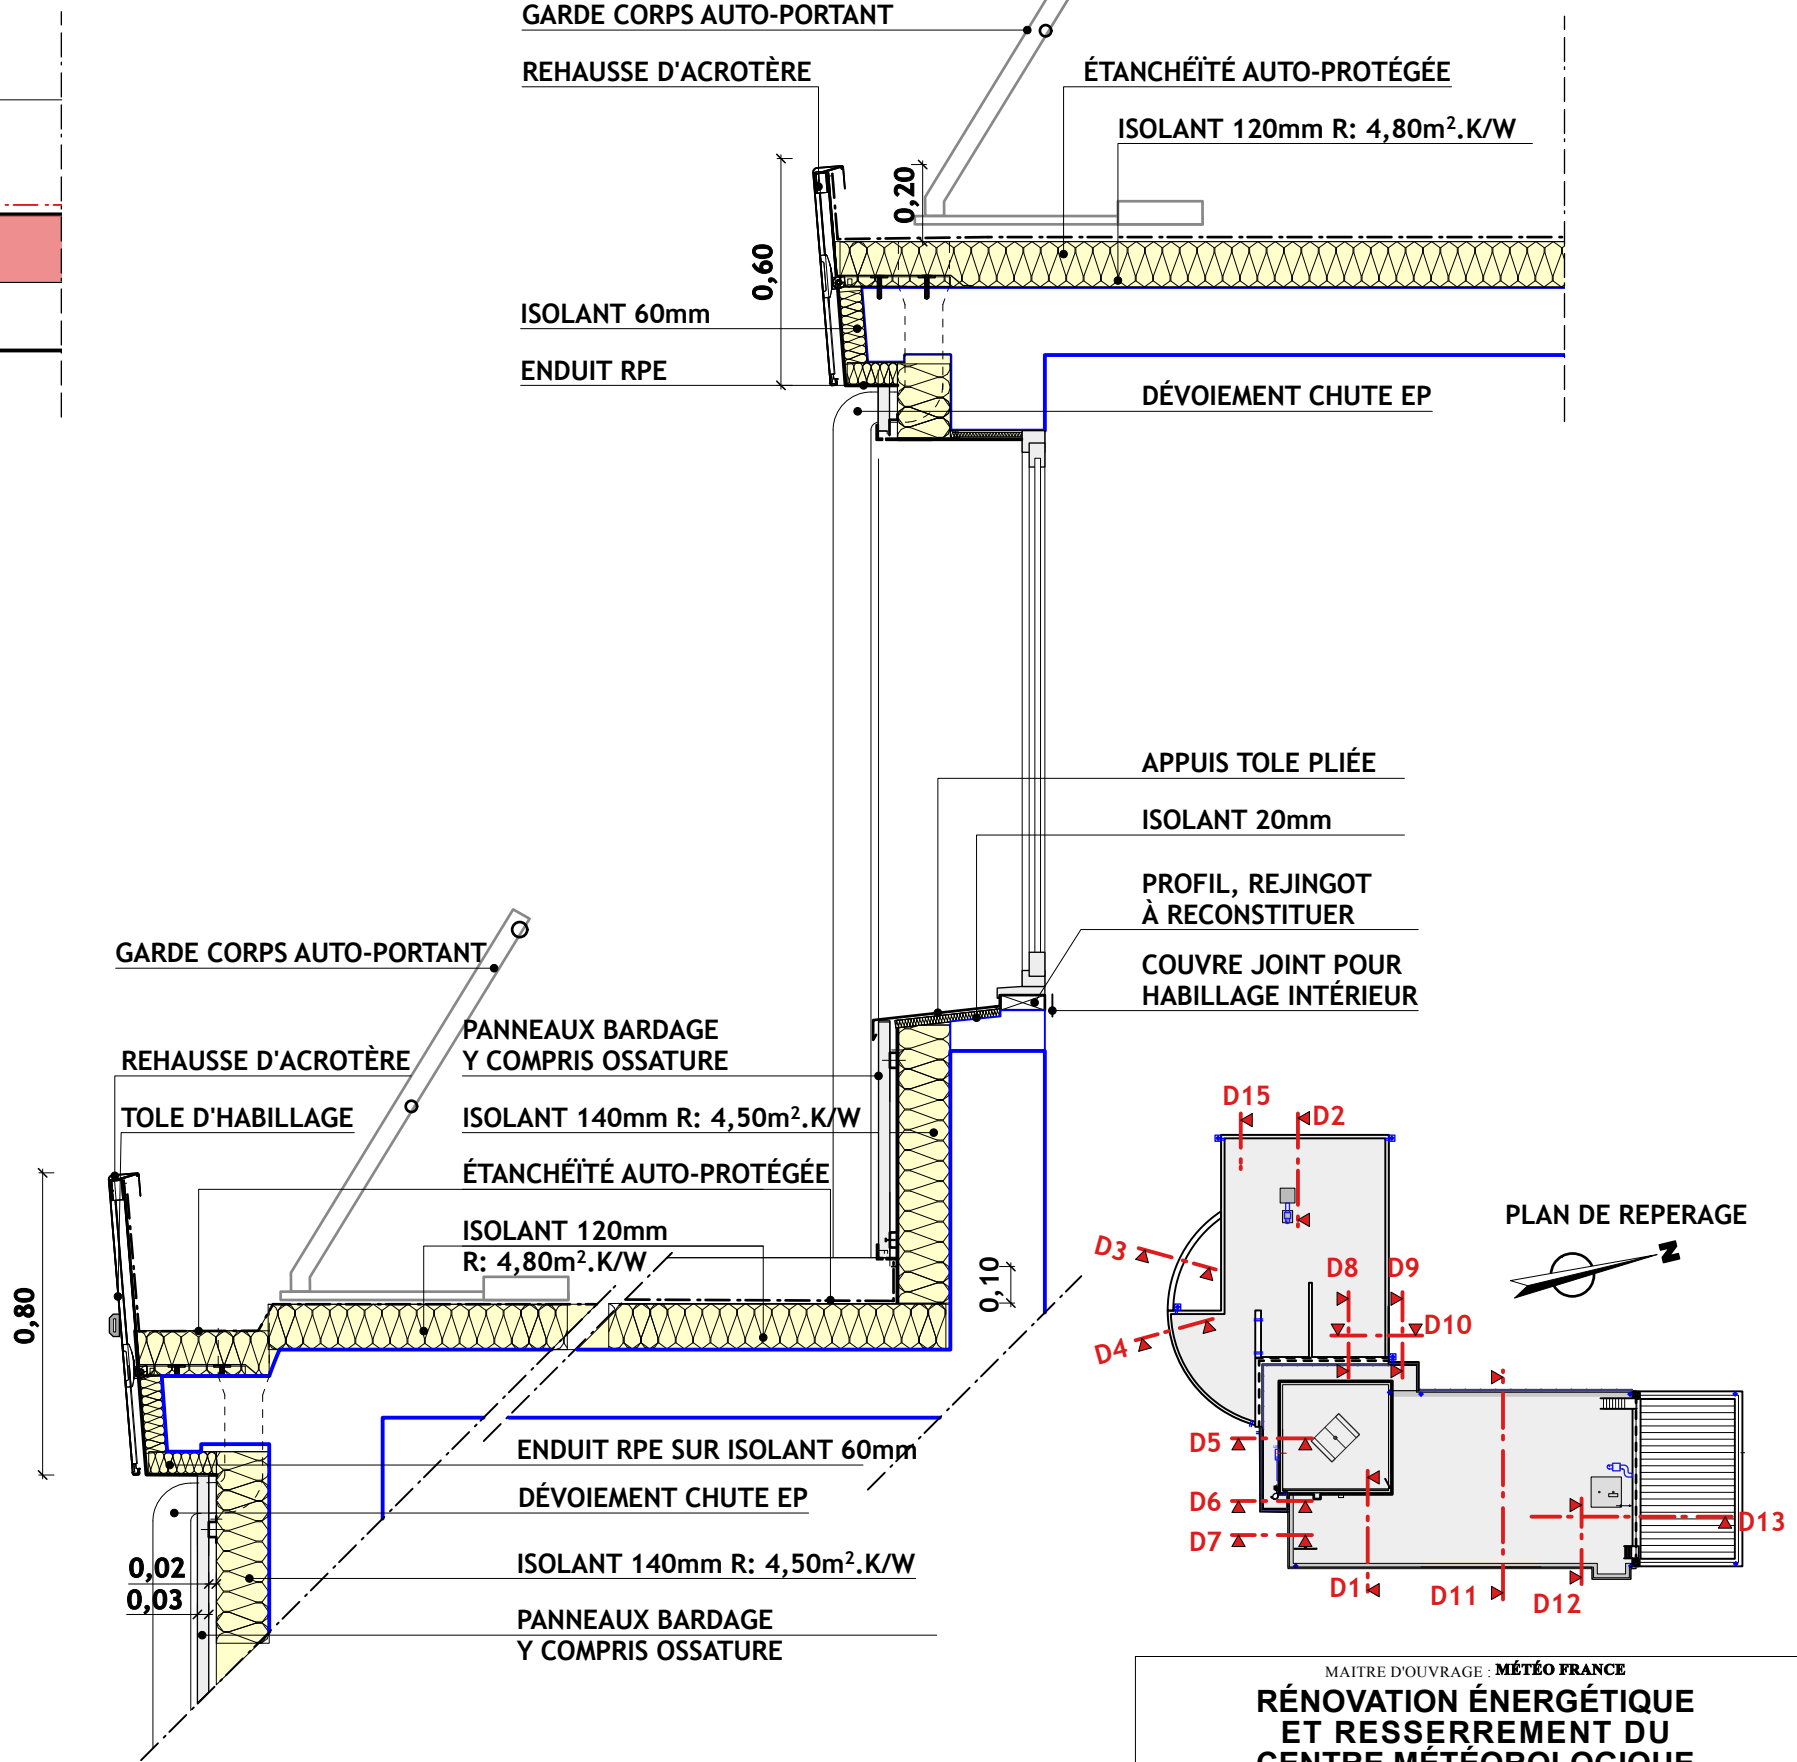 GARDE CORPS AUTO-PORTANT
REHAUSSE D'ACROTÈRE
ÉTANCHÉÏTÉ AUTO-PROTÉGÉE
ISOLANT 120mm R: 4,80m².K/W
0,20
0,60
ISOLANT 60mm
ENDUIT RPE
DÉVOIEMENT CHUTE EP
APPUIS TOLE PLIÉE
ISOLANT 20mm
PROFIL, REJINGOT
À RECONSTITUER
COUVRE JOINT POUR
HABILLAGE INTÉRIEUR
GARDE CORPS AUTO-PORTANT
PANNEAUX BARDAGE
Y COMPRIS OSSATURE
REHAUSSE D'ACROTÈRE
TOLE D'HABILLAGE
ISOLANT 140mm R: 4,50m².K/W
ÉTANCHÉÏTÉ AUTO-PROTÉGÉE
ISOLANT 120mm
R: 4,80m².K/W
0,10
0,80
ENDUIT RPE SUR ISOLANT 60mm
DÉVOIEMENT CHUTE EP
ISOLANT 140mm R: 4,50m².K/W
0,02
0,03
PANNEAUX BARDAGE
Y COMPRIS OSSATURE
D15
D2
PLAN DE REPERAGE
N
D3
D8
D9
D10
D4
D5
D6
D7
D13
D1
D11
D12
MAITRE D'OUVRAGE : MÉTÉO FRANCE
RÉNOVATION ÉNERGÉTIQUE
ET RESSERREMENT DU
CENTRE MÉTÉOROLOGIQUE